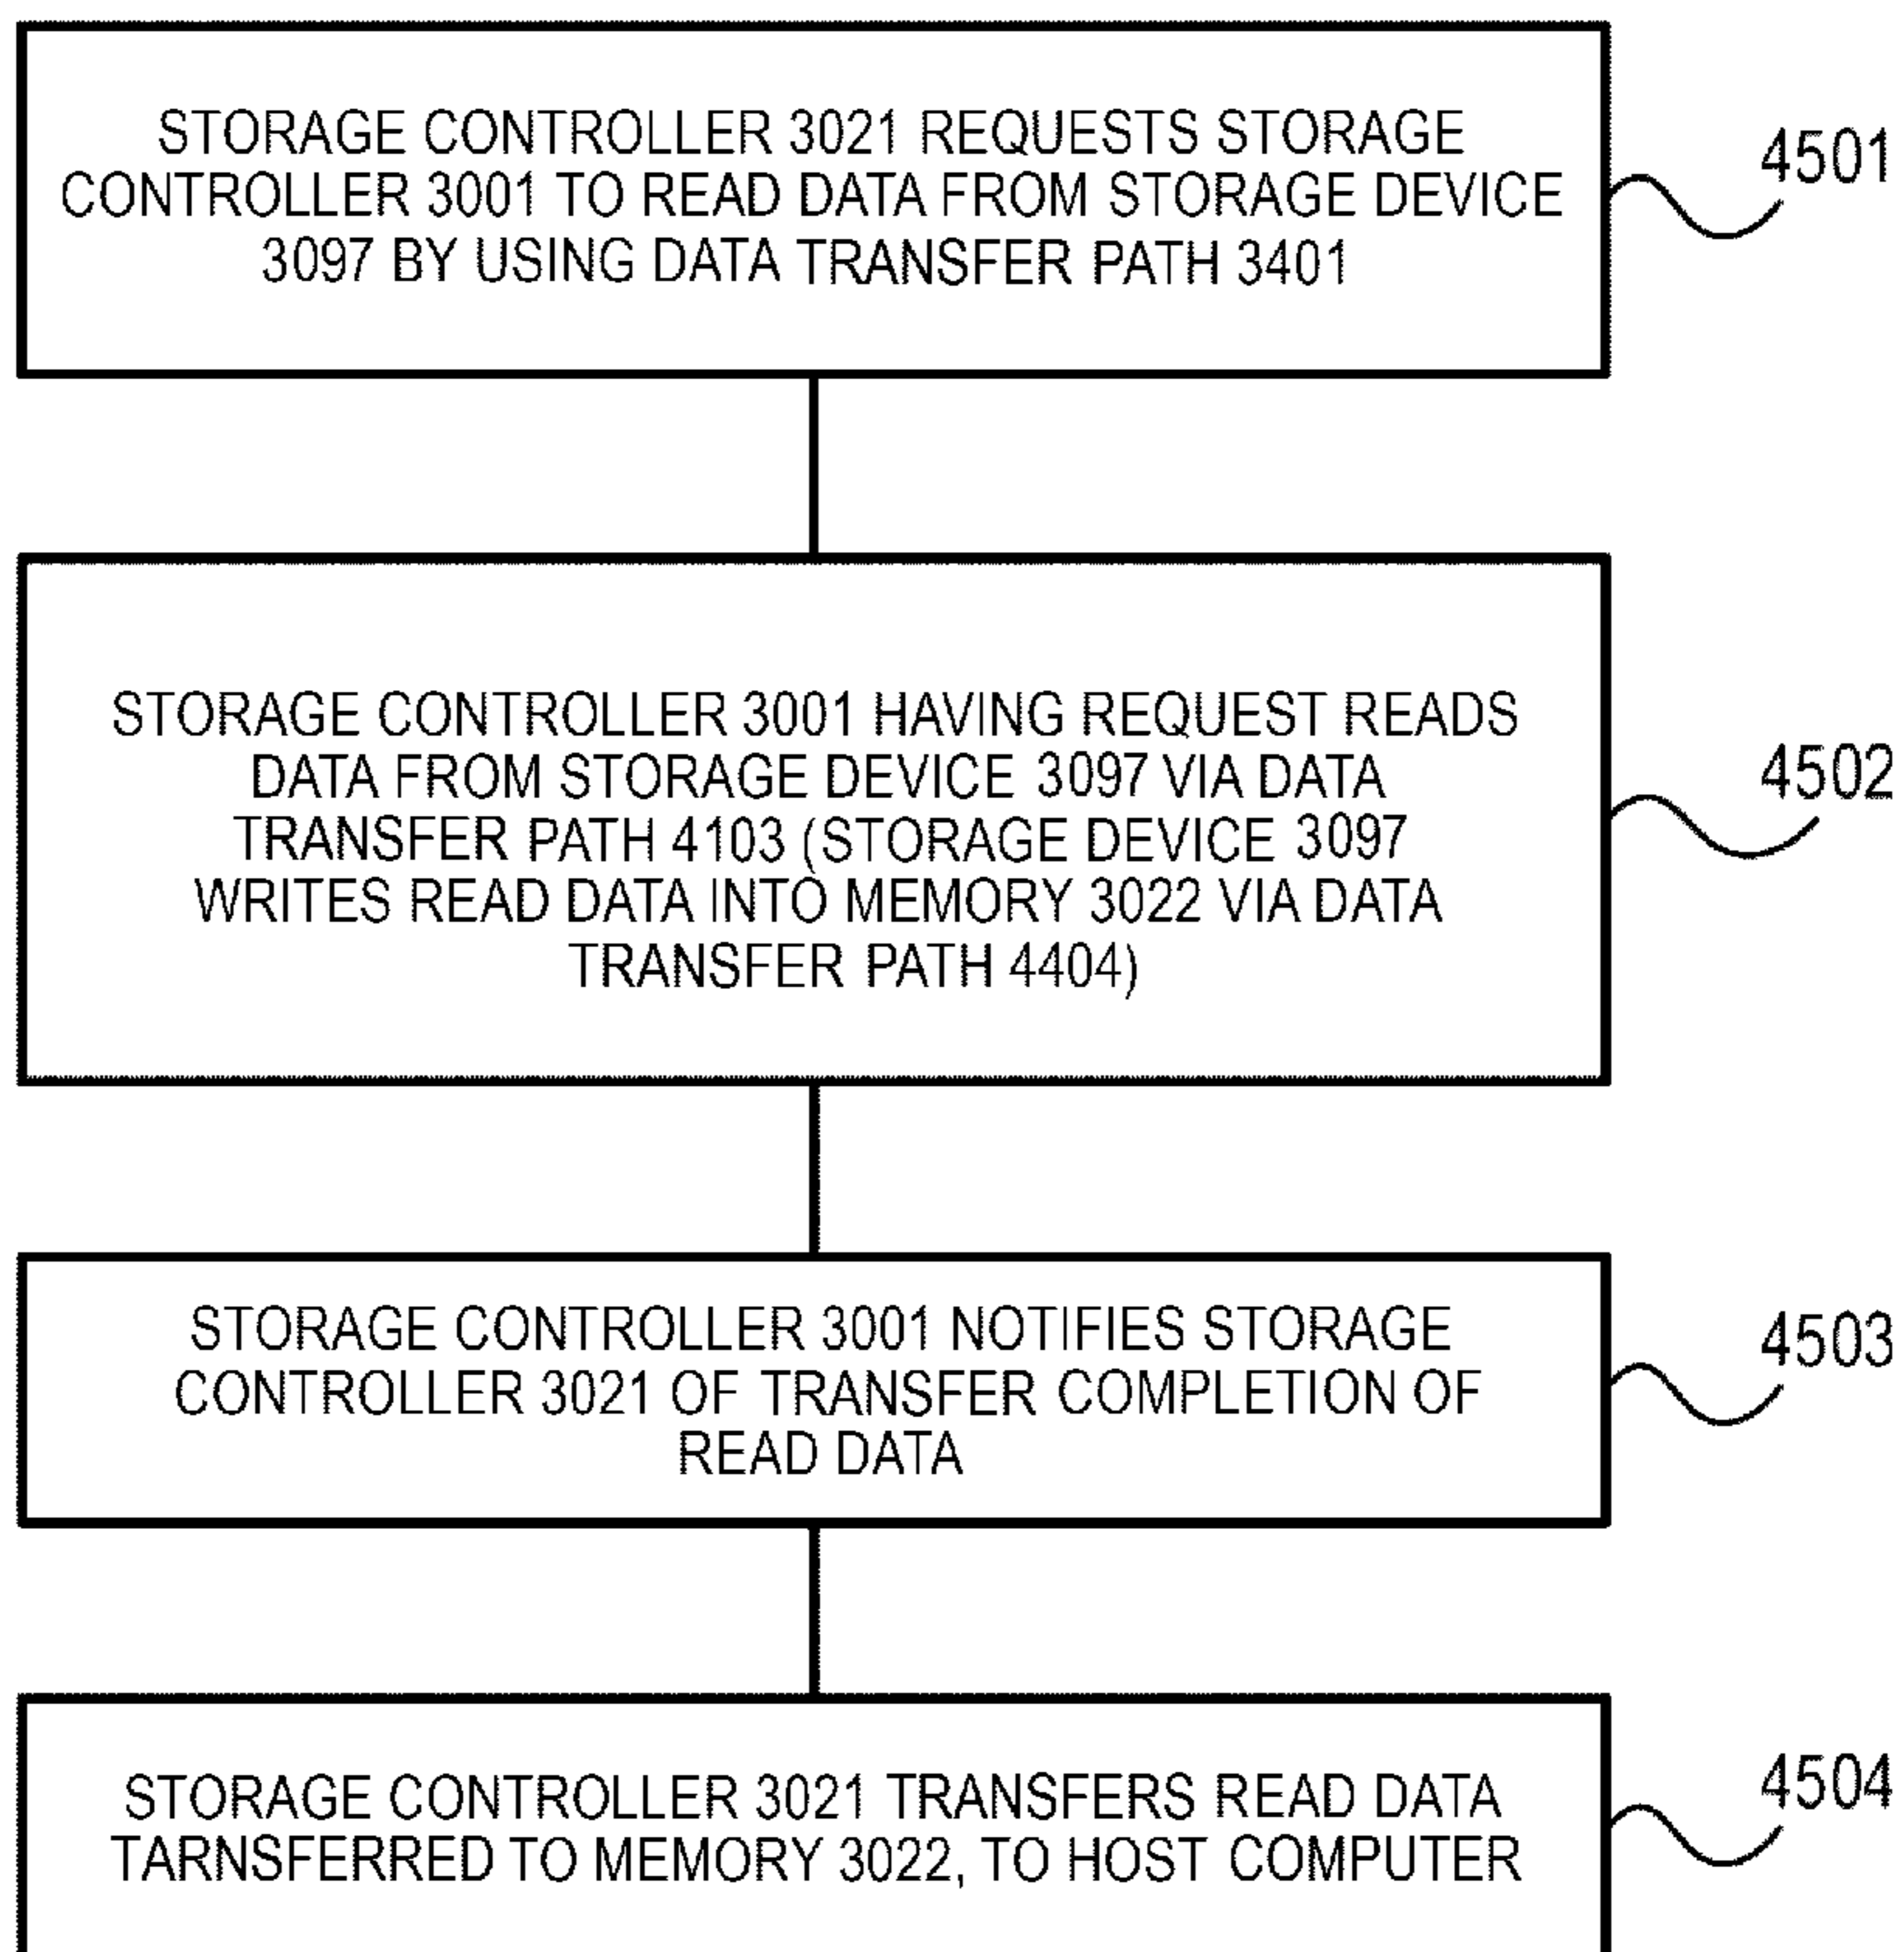 STORAGE CONTROLLER 3021 REQUESTS STORAGE
CONTROLLER 3001 TO READ DATA FROM STORAGE DEVICE
3097 BY USING DATA TRANSFER PATH 3401
4501
STORAGE CONTROLLER 3001 HAVING REQUEST READS
DATA FROM STORAGE DEVICE 3097 VIA DATA
TRANSFER PATH 4103 (STORAGE DEVICE 3097
WRITES READ DATA INTO MEMORY 3022 VIA DATA
TRANSFER PATH 4404)
4502
STORAGE CONTROLLER 3001 NOTIFIES STORAGE
CONTROLLER 3021 OF TRANSFER COMPLETION OF
READ DATA
4503
STORAGE CONTROLLER 3021 TRANSFERS READ DATA
TARNSFERRED TO MEMORY 3022, TO HOST COMPUTER
4504